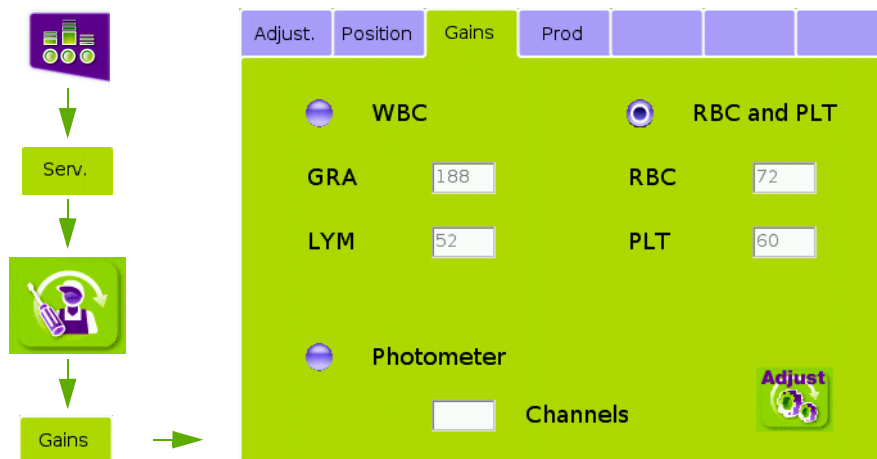 Serv.
Gains
Adjust. Position Gains Prod
WBC RBC and PLT
GRA 188 RBC 72
LYM 52 PLT 60
Photometer
Channels
Adjust